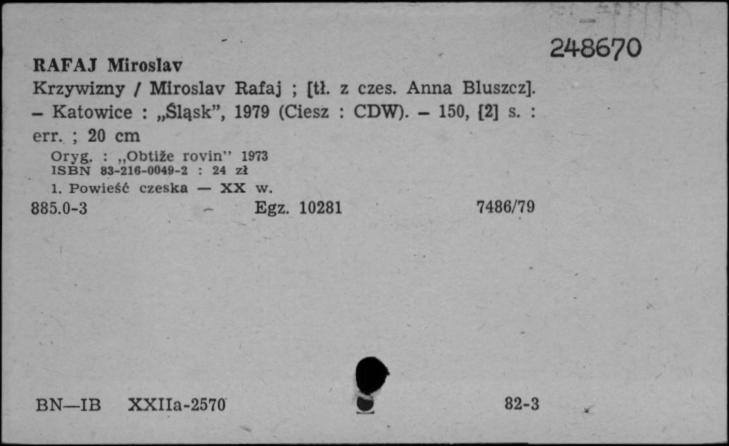 248670
RAFAJ Miroslav
Krzywizny / Miroslav Rafaj ; [tł. z czes. Anna Bluszcz].
— Katowice : „Śląsk”, 1979 (Ciesz : CDW). — 150, [2] s. :
err. ; 20 cm
Oryg. : „Obtiže rovin” 1973
ISBN 83-216-0049-2 : 24 zł
1. Powieść czeska — XX w.
885.0-3 — Egz. 10281 7486/79
BN—IB XXIIa-2570 82-3